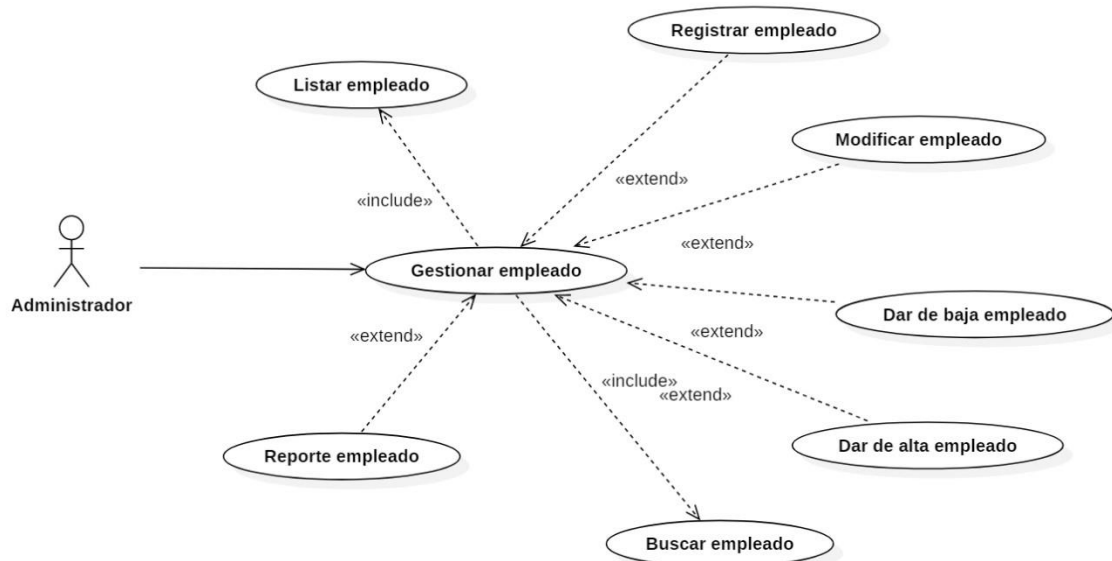 Registrar empleado
Listar empleado
Modificar empleado
«extend»
«include»
«extend»
Gestionar empleado
Administrador
Dar de baja empleado
«extend»
«extend»
«include»
«extend»
Dar de alta empleado
Reporte empleado
Buscar empleado